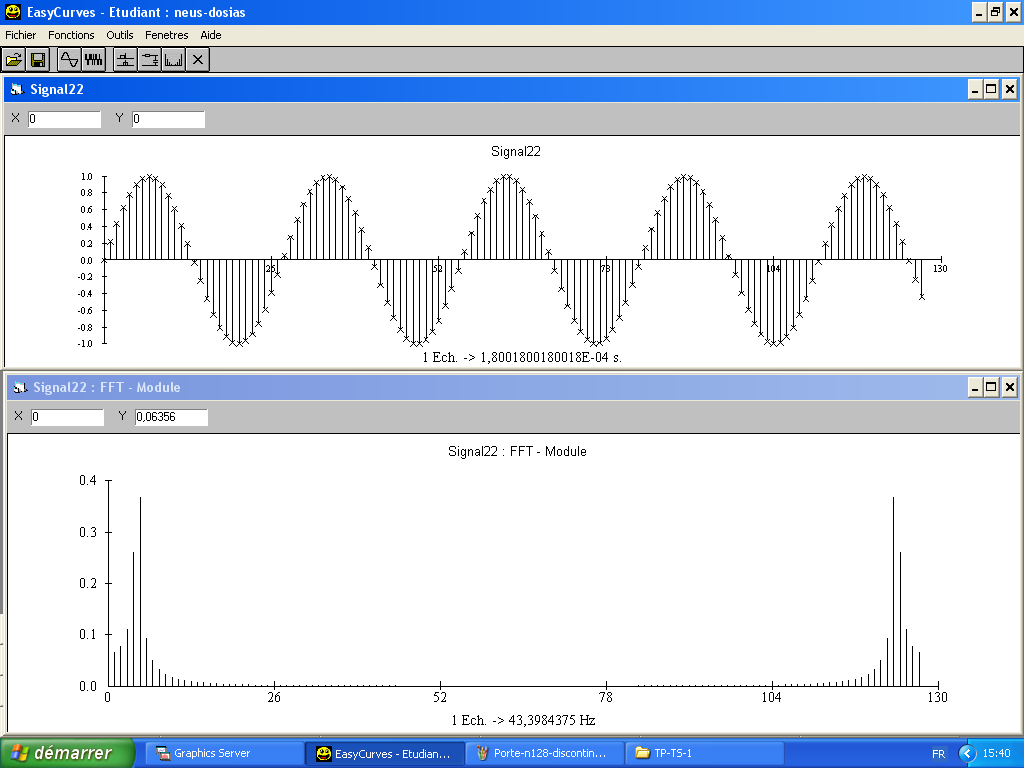 EasyCurves - Etudiant : neus-dosias
Fichier Fonctions Outils Fenetres Aide
Signal22
X 0 Y 0
Signal22
1.0
0.8
0.6
0.4
0.2
0.0
-0.2
-0.4
-0.6
-0.8
-1.0
26 52 78 104 130
1 Ech. -> 1,8001800180018E-04 s.
Signal22 : FFT - Module
X 0 Y 0,06356
Signal22 : FFT - Module
0.4
0.3
0.2
0.1
0.0
0 26 52 78 104 130
1 Ech. -> 43,3984375 Hz
démarrer Graphics Server EasyCurves - Etudian... Porte-n128-discontin... TP-TS-1 FR 15:40